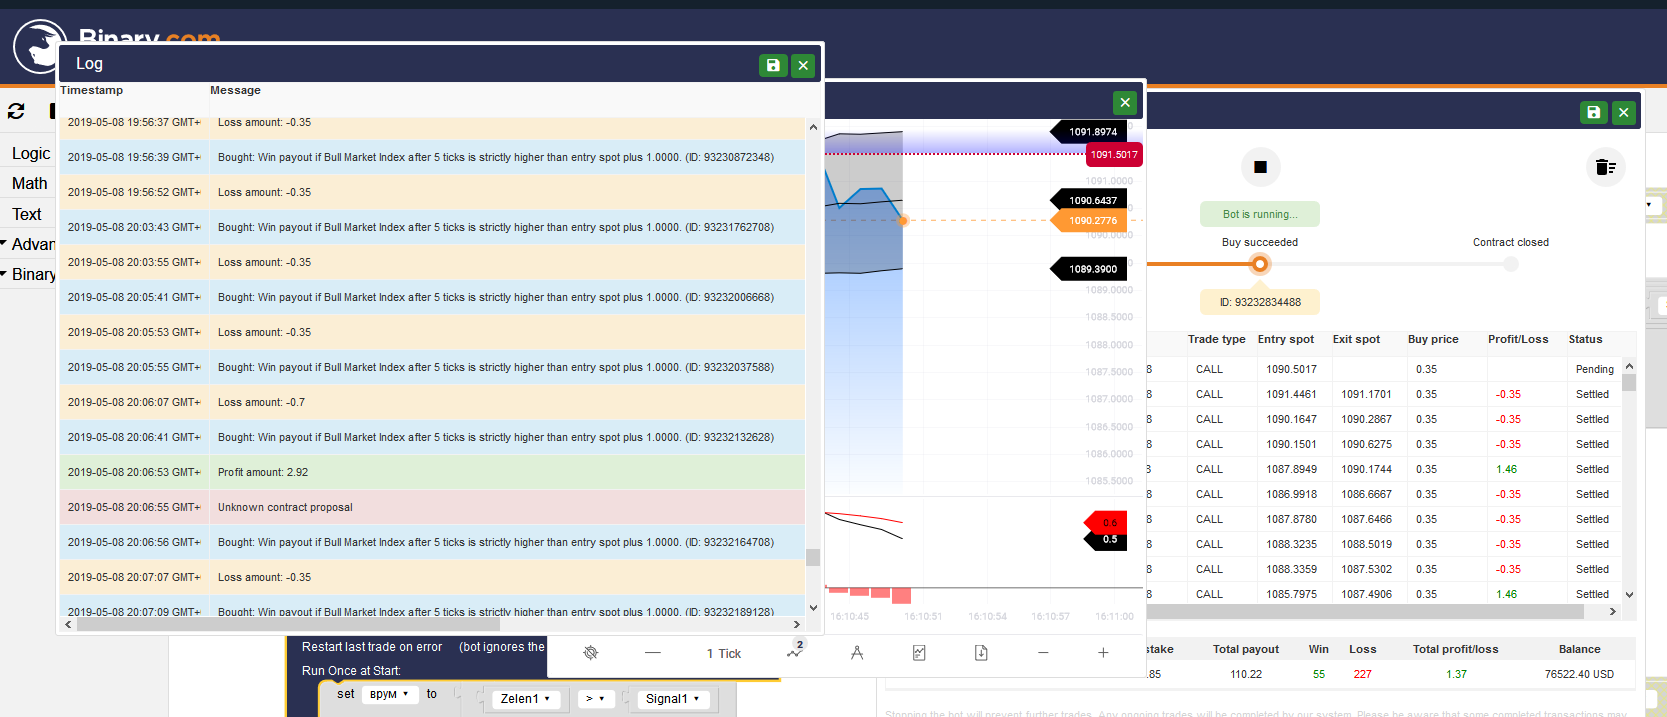 Binary.com
Logic
Math
Text
Advan
Binary
Log
Timestamp Message
2019-05-08 19:56:37 GMT+ Loss amount: -0.35
2019-05-08 19:56:39 GMT+ Bought: Win payout if Bull Market Index after 5 ticks is strictly higher than entry spot plus 1.0000. (ID: 93230872348)
2019-05-08 19:56:52 GMT+ Loss amount: -0.35
2019-05-08 20:03:43 GMT+ Bought: Win payout if Bull Market Index after 5 ticks is strictly higher than entry spot plus 1.0000. (ID: 93231762708)
2019-05-08 20:03:55 GMT+ Loss amount: -0.35
2019-05-08 20:05:41 GMT+ Bought: Win payout if Bull Market Index after 5 ticks is strictly higher than entry spot plus 1.0000. (ID: 93232006668)
2019-05-08 20:05:53 GMT+ Loss amount: -0.35
2019-05-08 20:05:55 GMT+ Bought: Win payout if Bull Market Index after 5 ticks is strictly higher than entry spot plus 1.0000. (ID: 93232037588)
2019-05-08 20:06:07 GMT+ Loss amount: -0.7
2019-05-08 20:06:41 GMT+ Bought: Win payout if Bull Market Index after 5 ticks is strictly higher than entry spot plus 1.0000. (ID: 93232132628)
2019-05-08 20:06:53 GMT+ Profit amount: 2.92
2019-05-08 20:06:55 GMT+ Unknown contract proposal
2019-05-08 20:06:56 GMT+ Bought: Win payout if Bull Market Index after 5 ticks is strictly higher than entry spot plus 1.0000. (ID: 93232164708)
2019-05-08 20:07:07 GMT+ Loss amount: -0.35
2019-05-08 20:07:09 GMT+ Bought: Win payout if Bull Market Index after 5 ticks is strictly higher than entry spot plus 1.0000. (ID: 93232189128)
1091.8974
1091.5017
1091.0000
1090.6437
1090.2776
1090.0000
1089.3900
1089.0000
1088.5000
1088.0000
1087.5000
1087.0000
1086.5000
1086.0000
1085.5000
0.6
0.5
16:10:45 16:10:51 16:10:54 16:10:57 16:11:00
1 Tick 2
Bot is running...
Buy succeeded Contract closed
ID: 93232834488
Trade type Entry spot Exit spot Buy price Profit/Loss Status
8 CALL 1090.5017 0.35 Pending
8 CALL 1091.4461 1091.1701 0.35 -0.35 Settled
8 CALL 1090.1647 1090.2867 0.35 -0.35 Settled
8 CALL 1090.1501 1090.6275 0.35 -0.35 Settled
8 CALL 1087.8949 1090.1744 0.35 1.46 Settled
8 CALL 1086.9918 1086.6667 0.35 -0.35 Settled
8 CALL 1087.8780 1087.6466 0.35 -0.35 Settled
8 CALL 1088.3235 1088.5019 0.35 -0.35 Settled
8 CALL 1088.3359 1087.5302 0.35 -0.35 Settled
8 CALL 1085.7975 1087.4906 0.35 1.46 Settled
take Total payout Win Loss Total profit/loss Balance
.85 110.22 55 227 1.37 76522.40 USD
Stopping the bot will prevent further trades. Any ongoing trades will be completed by our system. Please be aware that some completed transactions may
Restart last trade on error (bot ignores the
Run Once at Start:
set врум to Zelen1 > Signal1